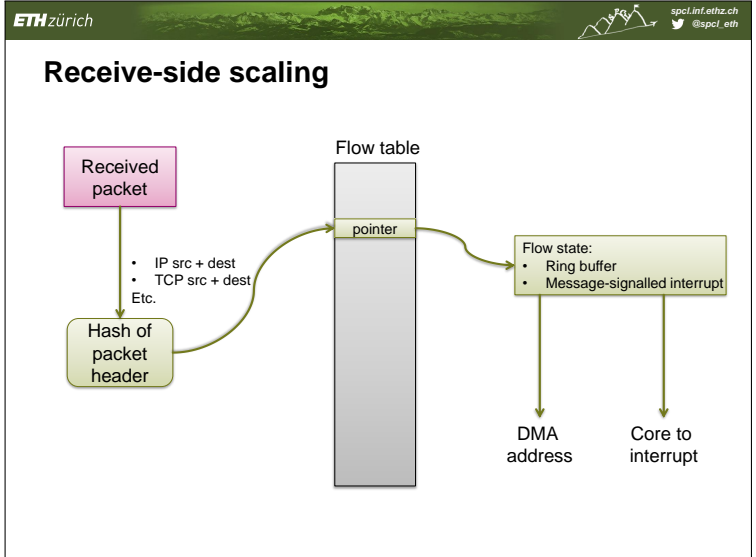 ETH zürich
spcl.inf.ethz.ch
@spcl_eth
Receive-side scaling
Received
packet
• IP src + dest
• TCP src + dest
Etc.
Hash of
packet
header
Flow table
pointer
Flow state:
• Ring buffer
• Message-signalled interrupt
DMA
address
Core to
interrupt